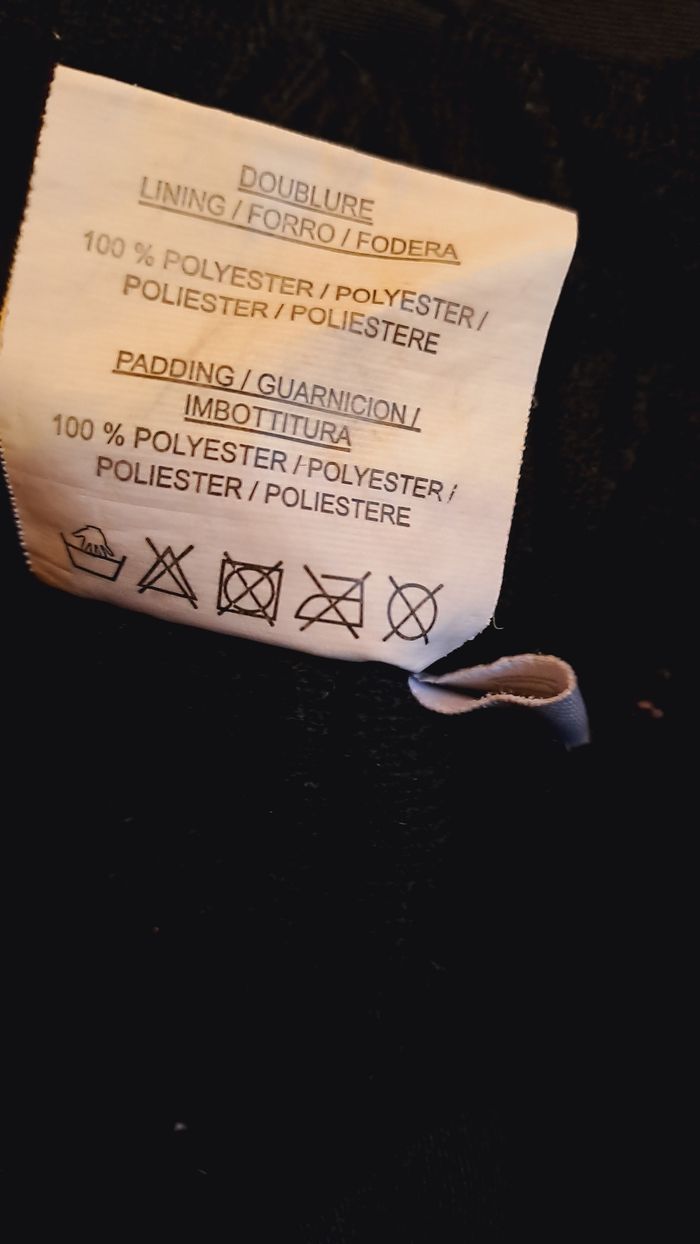 DOUBLURE
LINING / FORRO / FODERA
100 % POLYESTER / POLYESTER /
POLIESTER / POLIESTERE
PADDING / GUARNICION /
IMBOTTITURA
100 % POLYESTER / POLYESTER /
POLIESTER / POLIESTERE